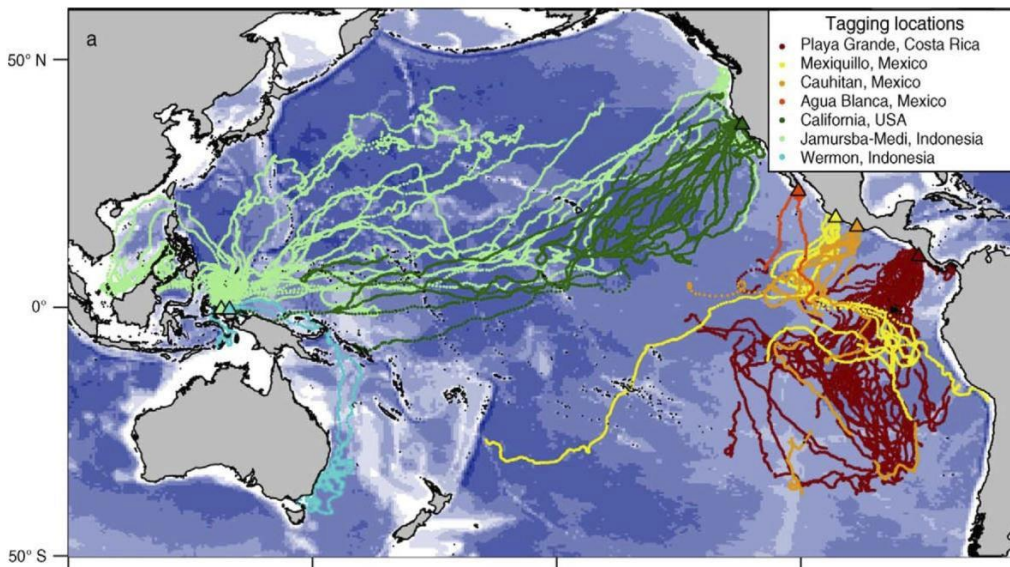 a
Tagging locations
Playa Grande, Costa Rica
Mexiquillo, Mexico
Cauhitan, Mexico
Agua Blanca, Mexico
California, USA
Jamursba-Medi, Indonesia
Wermon, Indonesia
50° N
0°
50° S